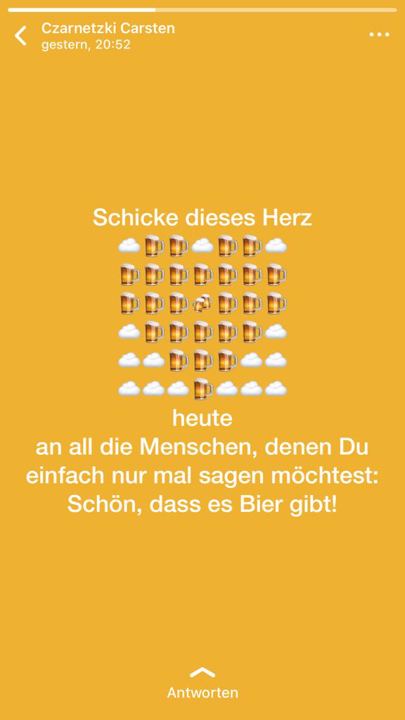 Czarnetzki Carsten
gestern, 20:52
Schicke dieses Herz
☁️🍺🍺☁️🍺🍺☁️
🍺🍺🍺🍺🍺🍺🍺
🍺🍺🍺🍻🍺🍺🍺
☁️🍺🍺🍺🍺🍺☁️
☁️☁️🍺🍺🍺☁️☁️
☁️☁️☁️🍺☁️☁️☁️
heute
an all die Menschen, denen Du
einfach nur mal sagen möchtest:
Schön, dass es Bier gibt!
Antworten